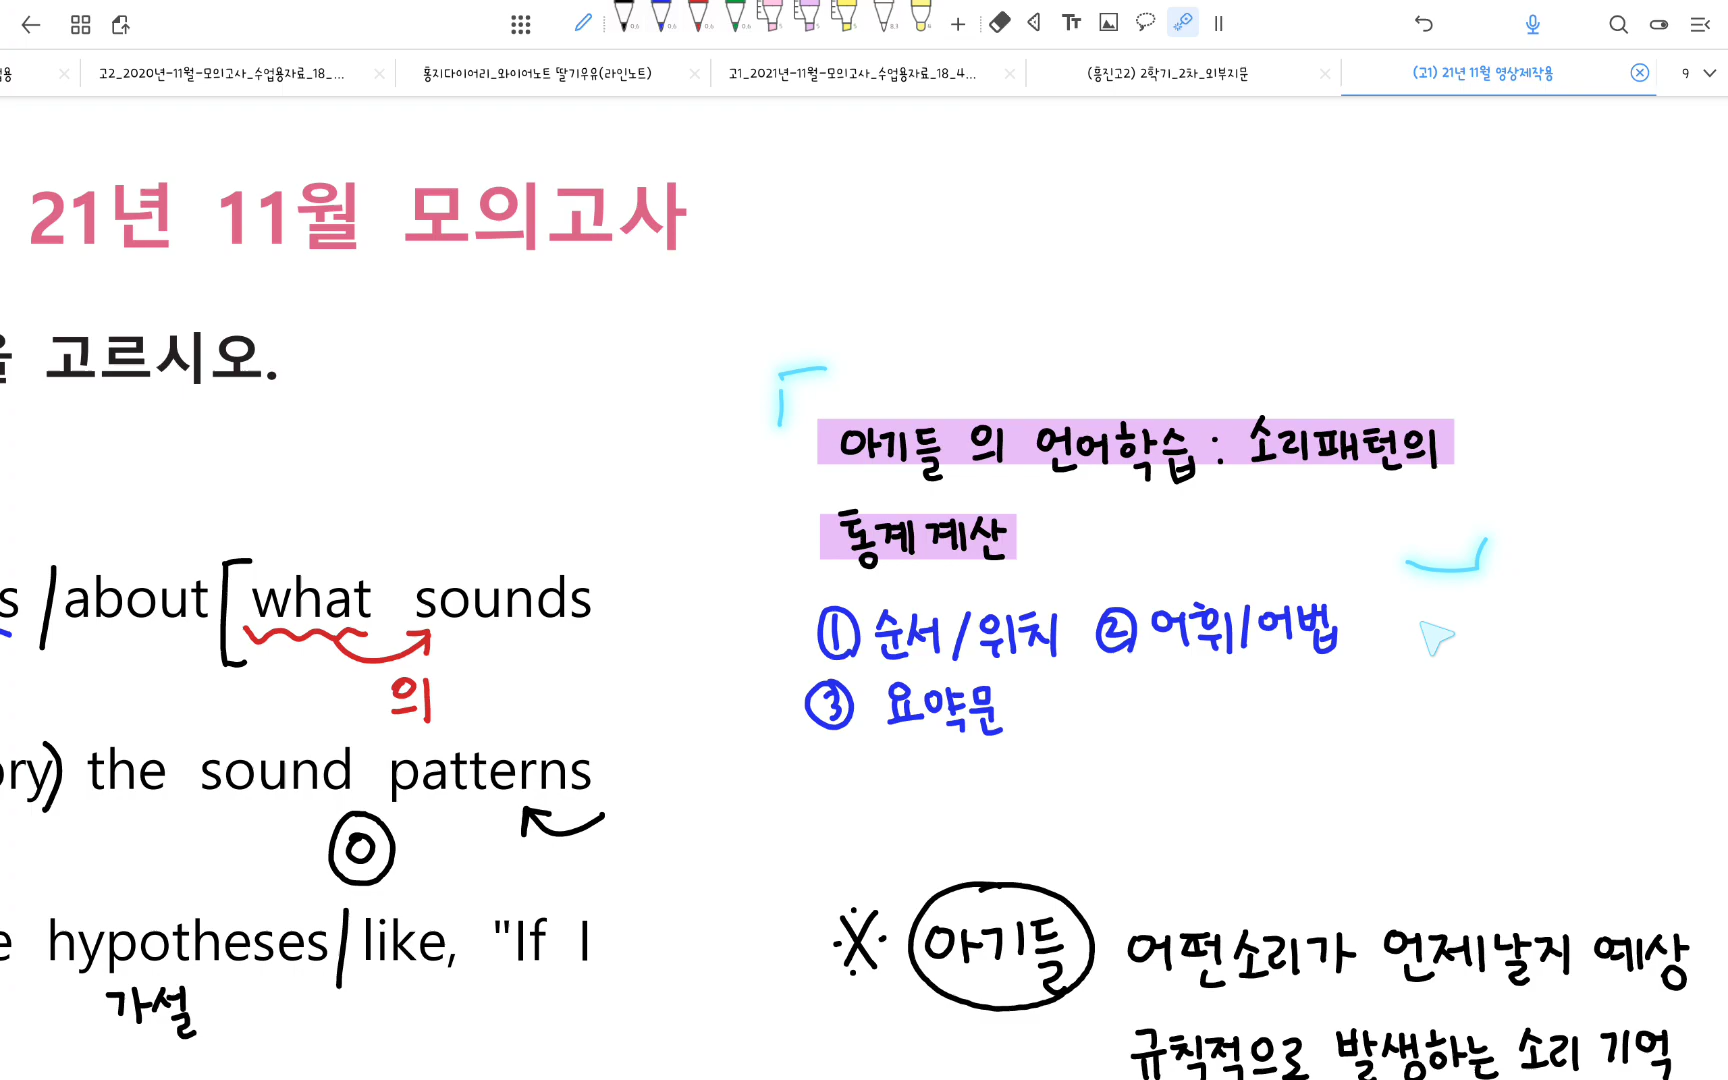 용
고2_2020년-11월-모의고사_수업용자료_18_...
홍지다이어리_와이어노트 딸기우유(라인노트)
고1_2021년-11월-모의고사_수업용자료_18_4...
(흥진고2) 2학기_2차_외부지문
(고1) 21년 11월 영상제작용
9
21년 11월 모의고사
을 고르시오.
아기들 의 언어학습 : 소리패턴의
통계계산
① 순서/위치 ② 어휘/어법
③ 요약문
s / about [ what sounds
의
ory) the sound patterns
e hypotheses / like, "If I
가설
※ 아기들 어떤소리가 언제날지 예상
규칙적으로 발생하는 소리 기억